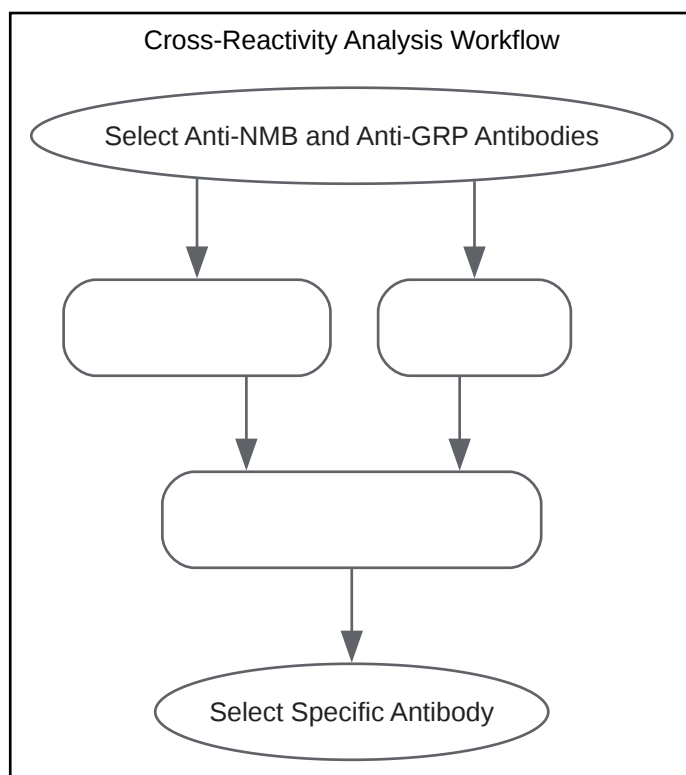 Cross-Reactivity Analysis Workflow
Select Anti-NMB and Anti-GRP Antibodies
Select Specific Antibody